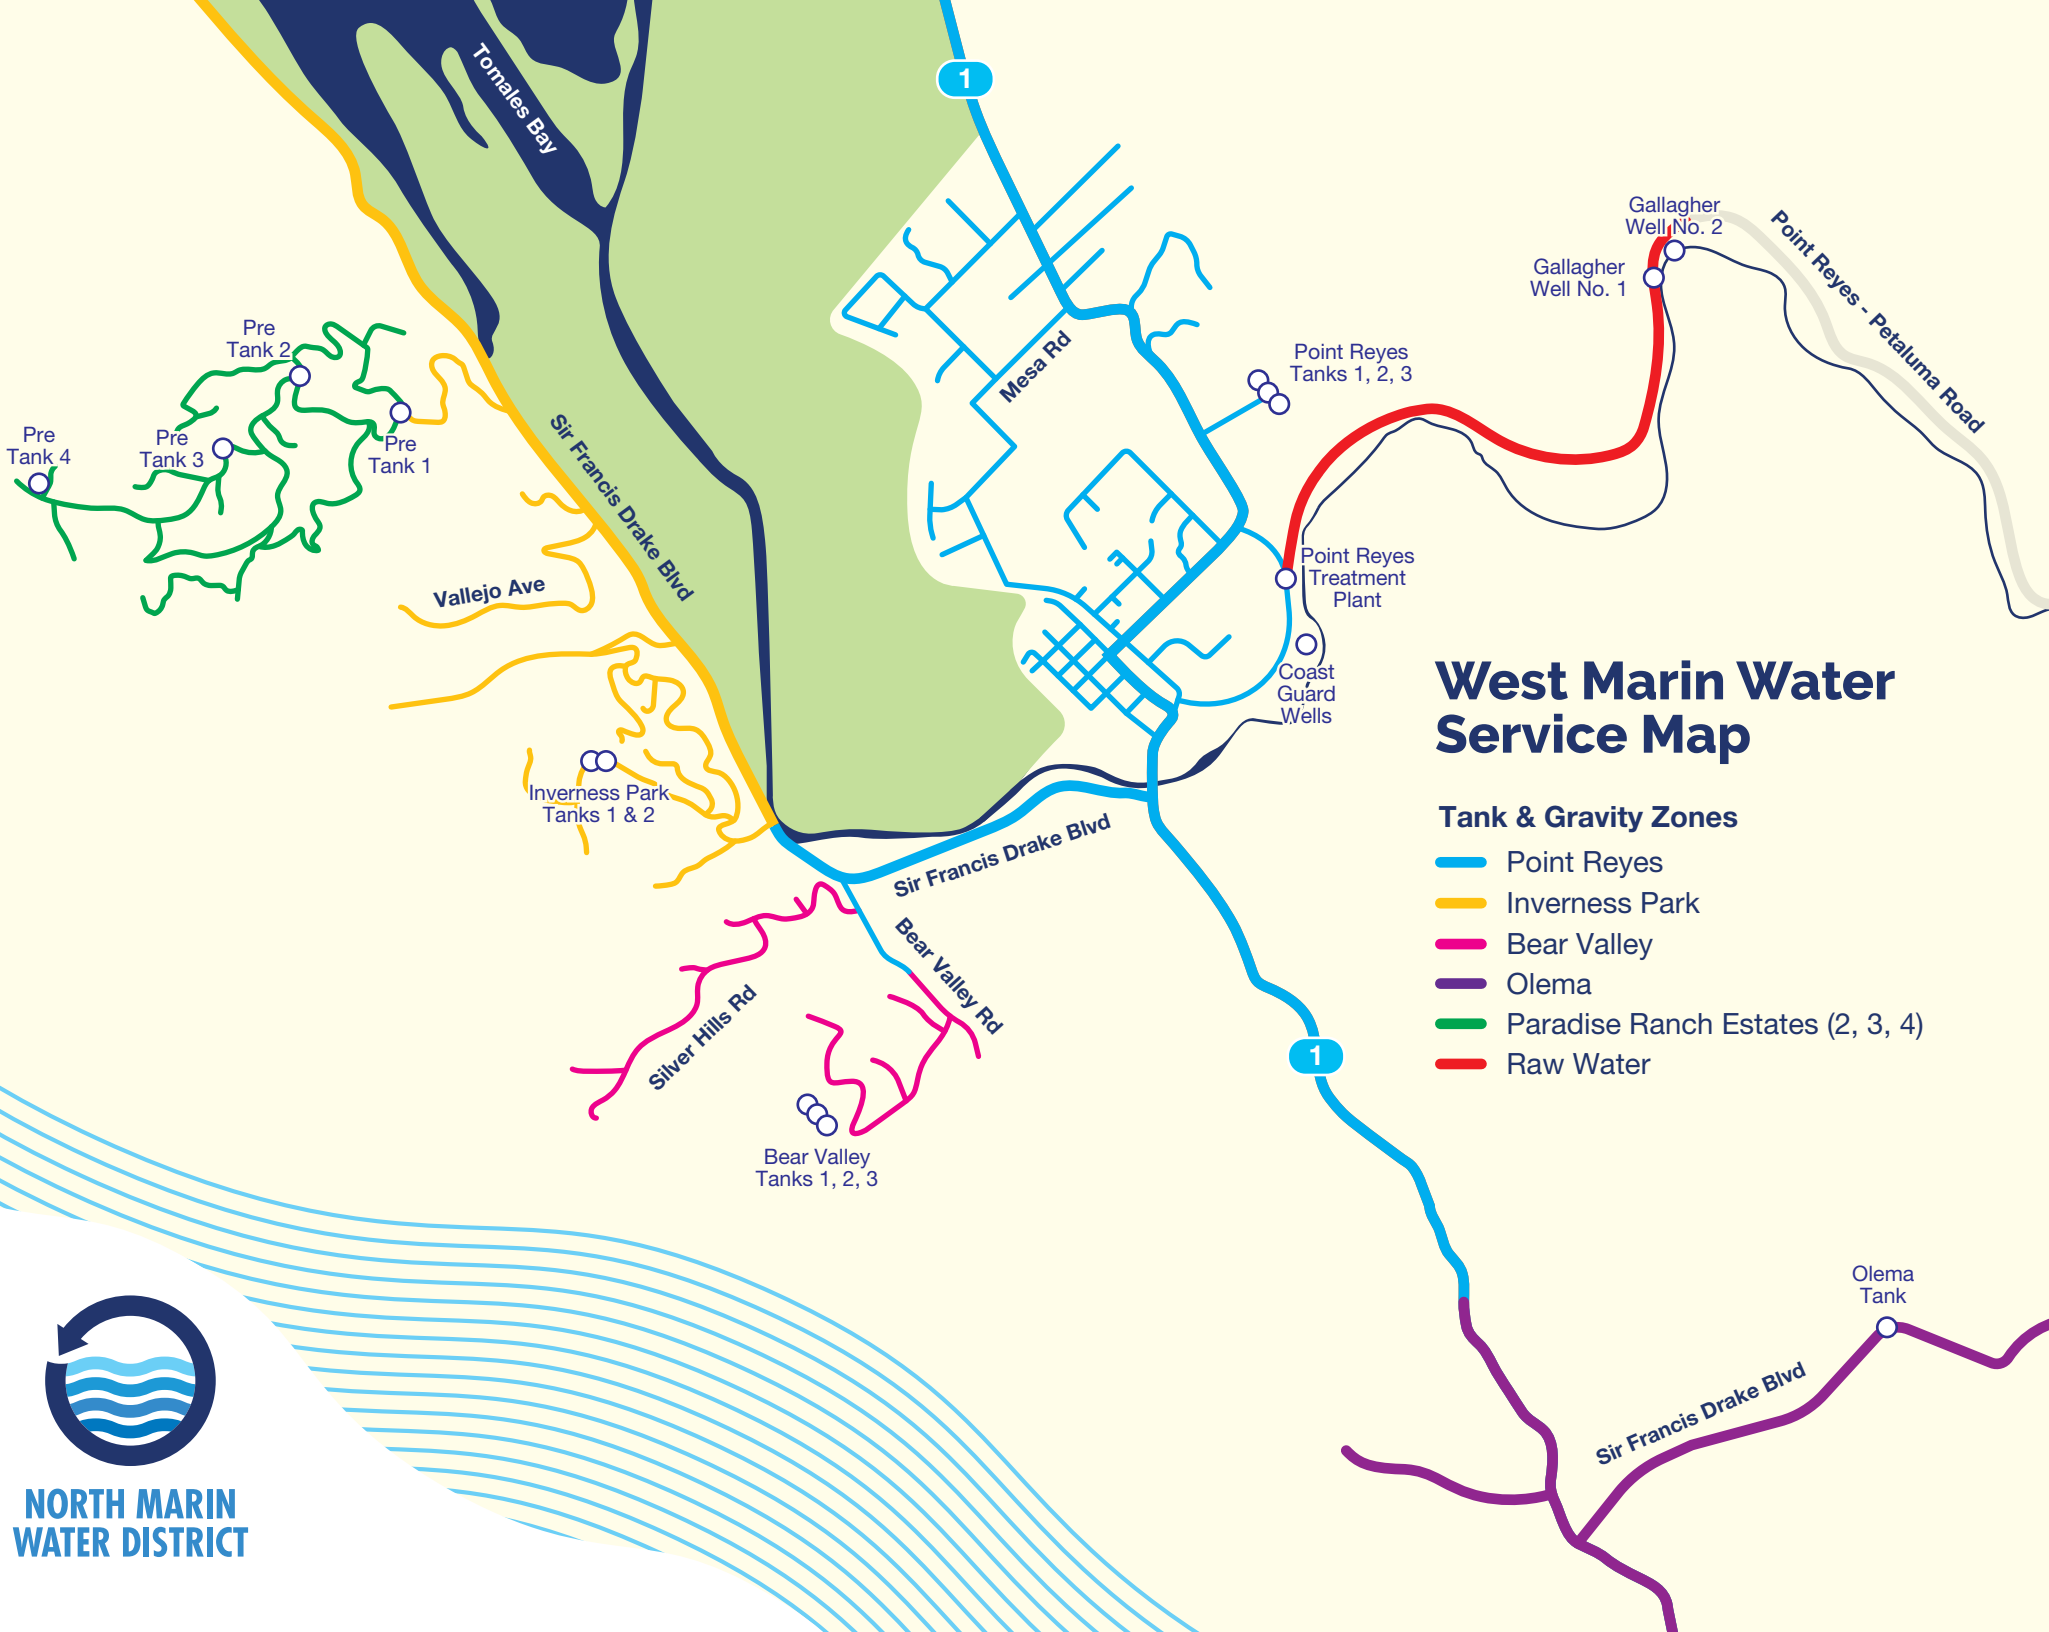 1
Tomales Bay
Gallagher
Well No. 2
Gallagher
Well No. 1
Point Reyes - Petaluma Road
Pre
Tank 2
Pre
Tank 4
Pre
Tank 3
Pre
Tank 1
Mesa Rd
Point Reyes
Tanks 1, 2, 3
Sir Francis Drake Blvd
Vallejo Ave
Point Reyes
Treatment
Plant
Coast
Guard
Wells
Inverness Park
Tanks 1 & 2
Sir Francis Drake Blvd
Bear Valley Rd
Silver Hills Rd
Bear Valley
Tanks 1, 2, 3
1
West Marin Water
Service Map
Tank & Gravity Zones
Point Reyes
Inverness Park
Bear Valley
Olema
Paradise Ranch Estates (2, 3, 4)
Raw Water
Olema
Tank
Sir Francis Drake Blvd
NORTH MARIN
WATER DISTRICT